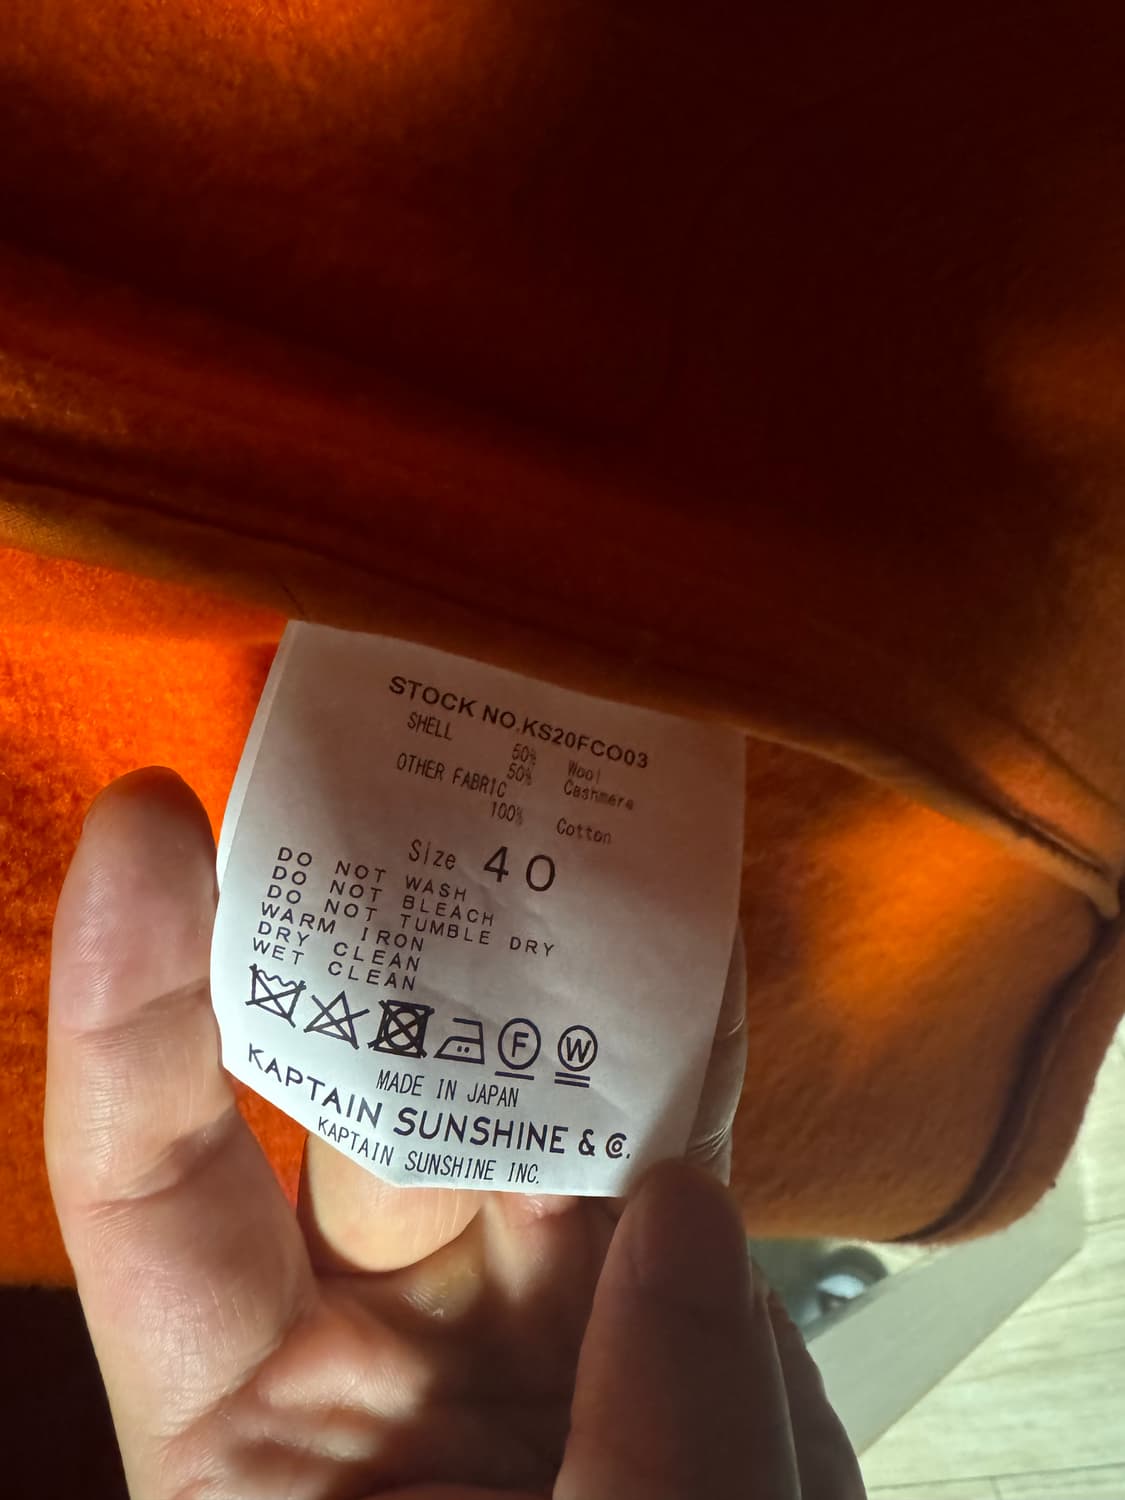 STOCK NO.KS20FCO03
SHELL
50% Wool
50% Cashmere
OTHER FABRIC
100% Cotton
Size 40
DO NOT WASH
DO NOT BLEACH
DO NOT TUMBLE DRY
WARM IRON
DRY CLEAN
WET CLEAN
F W
MADE IN JAPAN
KAPTAIN SUNSHINE & Co.
KAPTAIN SUNSHINE INC.